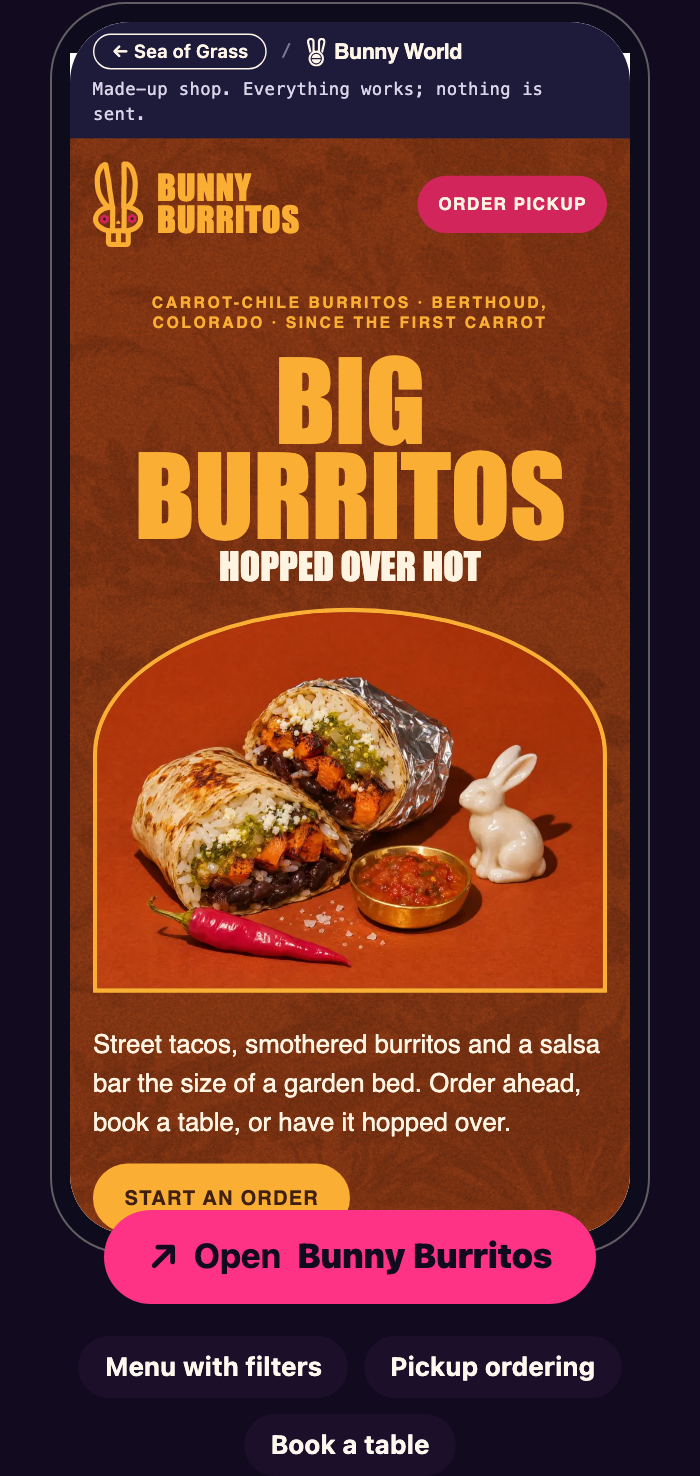 ← Sea of Grass / Bunny World
Made-up shop. Everything works; nothing is
sent.
BUNNY
BURRITOS
ORDER PICKUP
CARROT-CHILE BURRITOS · BERTHOUD,
COLORADO · SINCE THE FIRST CARROT
BIG
BURRITOS
HOPPED OVER HOT
Street tacos, smothered burritos and a salsa
bar the size of a garden bed. Order ahead,
book a table, or have it hopped over.
START AN ORDER
↗ Open Bunny Burritos
Menu with filters
Pickup ordering
Book a table